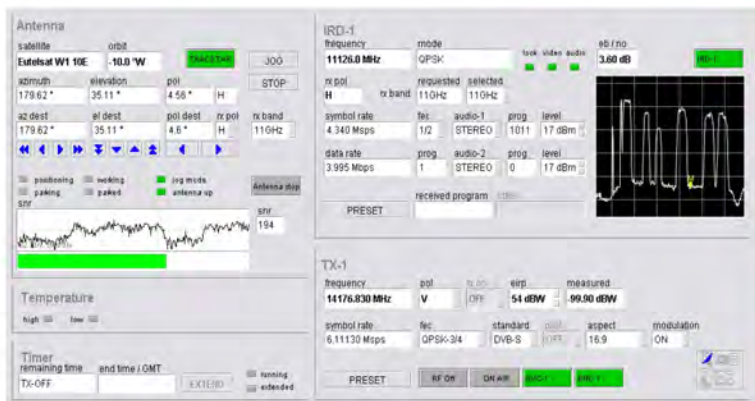 Antenna
satellite orbit
Eutelsat W1 10E -10.0 °W TRACSTAR JOG
azimuth elevation pol STOP
179.62 ° 35.11 ° 4.56 ° H
az dest el dest pol dest rx pol rx band
179.62 ° 35.11 ° 4.6 ° H 11GHz
positioning working jog mode
parking parked antenna up Antenna stop
snr
snr
194
Temperature
high low
Timer
remaining time end time / GMT
TX-OFF EXTEND
running
extended
IRD-1
frequency mode lock video audio eb / no
11126.0 MHz QPSK 3.60 dB IRD-1
rx pol rx band requested selected
H 11GHz 11GHz
symbol rate fec audio-1 prog level
4.340 Msps 1/2 STEREO 1011 17 dBm
data rate prog audio-2 prog level
3.995 Mbps 1 STEREO 0 17 dBm
received program
PRESET
TX-1
frequency pol eirp measured
14176.830 MHz V OFF 54 dBW -99.90 dBW
symbol rate fec standard pilot aspect modulation
6.11130 Msps QPSK-3/4 DVB-S OFF 16:9 ON
PRESET RF ON ON AIR